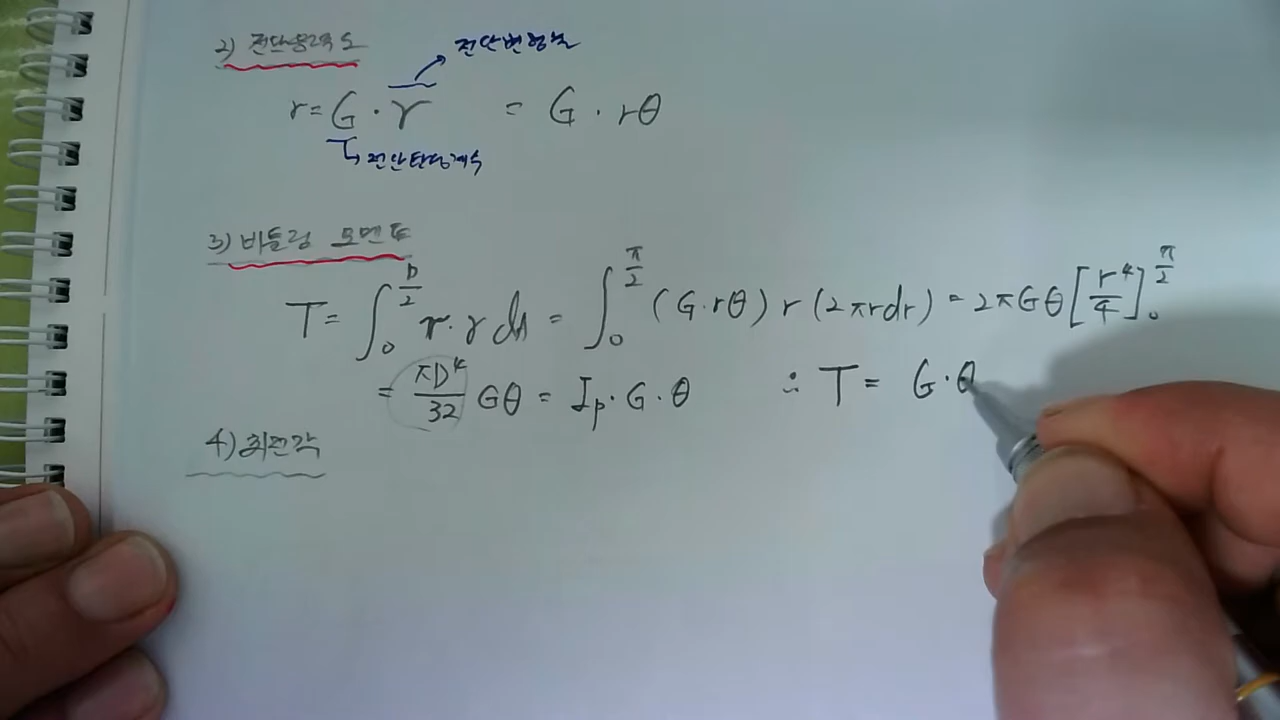 2) 전단응력도
전단변형률
r = G · γ = G · rθ
전단탄성계수
3) 비틀림 모멘트
T = ∫₀^(D/2) r · γ dA = ∫₀^(π/2) (G · rθ) r (2πrdr) = 2πGθ [r⁴/4]₀^(π/2)
= πD⁴/32 Gθ = Ip · G · θ ∴ T = G · θ
4) 회전각